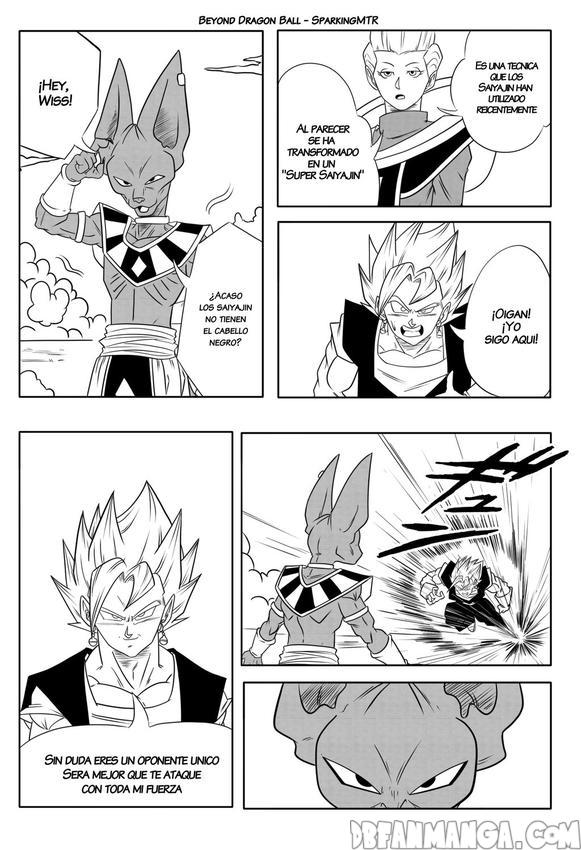 Beyond Dragon Ball - SparkingMTR
¡Hey,
Wiss!
¿Acaso
los saiyajin
no tienen
el cabello
negro?
Es una tecnica
que los
Saiyajin han
utilizado
reicentemente
Al parecer
se ha
transformado
en un
"Super Saiyajin"
¡Oigan!
¡Yo
sigo aqui!
Sin duda eres un oponente unico
Sera mejor que te ataque
con toda mi fuerza
DBFANMANGA.COM